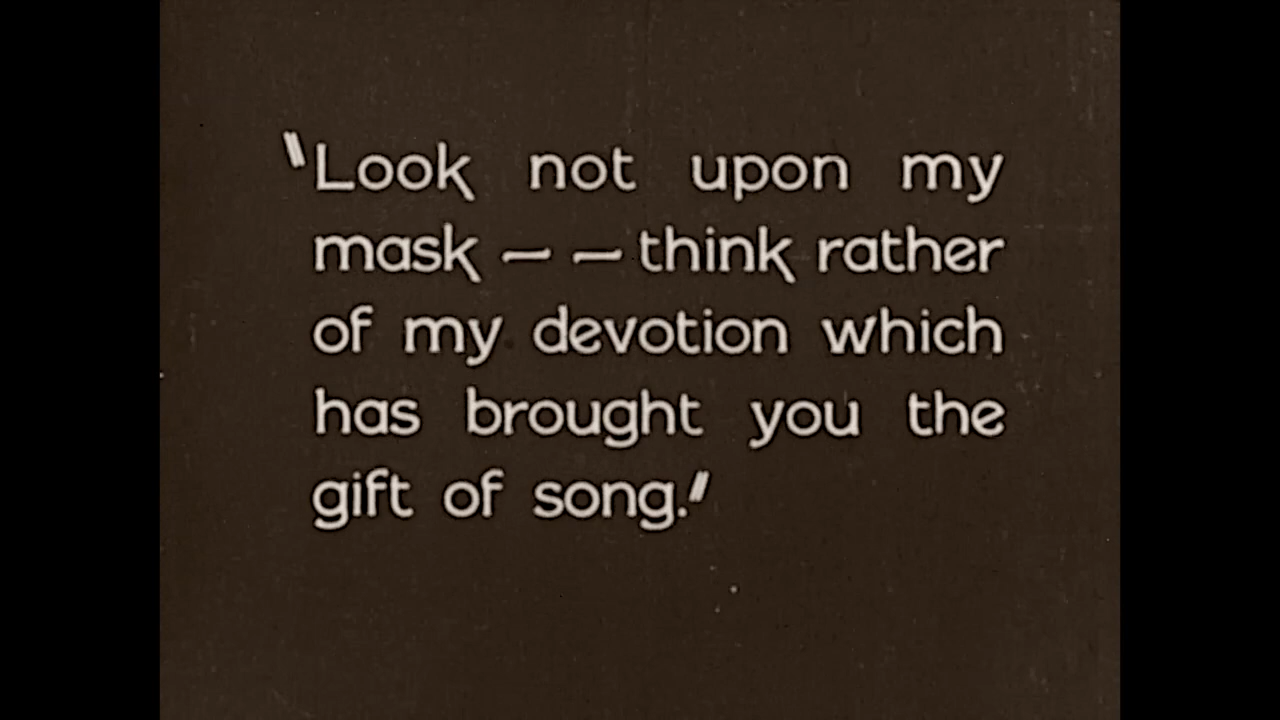 "Look not upon my
mask — — think rather
of my devotion which
has brought you the
gift of song."